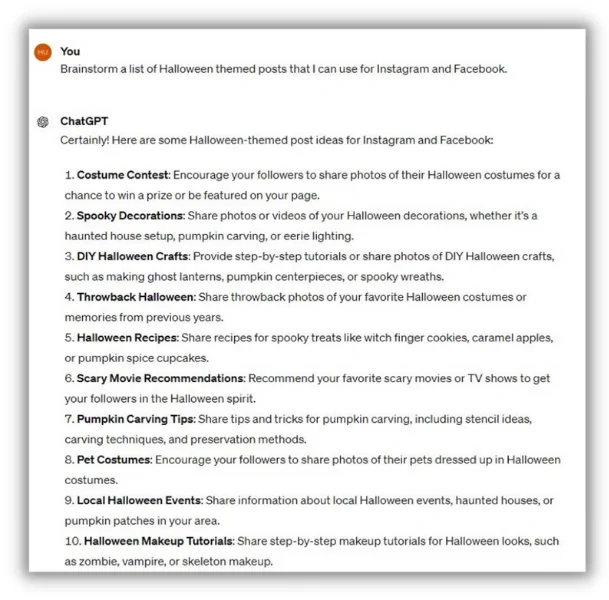 HU
You
Brainstorm a list of Halloween themed posts that I can use for Instagram and Facebook.
ChatGPT
Certainly! Here are some Halloween-themed post ideas for Instagram and Facebook:
1. Costume Contest: Encourage your followers to share photos of their Halloween costumes for a
chance to win a prize or be featured on your page.
2. Spooky Decorations: Share photos or videos of your Halloween decorations, whether it's a
haunted house setup, pumpkin carving, or eerie lighting.
3. DIY Halloween Crafts: Provide step-by-step tutorials or share photos of DIY Halloween crafts,
such as making ghost lanterns, pumpkin centerpieces, or spooky wreaths.
4. Throwback Halloween: Share throwback photos of your favorite Halloween costumes or
memories from previous years.
5. Halloween Recipes: Share recipes for spooky treats like witch finger cookies, caramel apples,
or pumpkin spice cupcakes.
6. Scary Movie Recommendations: Recommend your favorite scary movies or TV shows to get
your followers in the Halloween spirit.
7. Pumpkin Carving Tips: Share tips and tricks for pumpkin carving, including stencil ideas,
carving techniques, and preservation methods.
8. Pet Costumes: Encourage your followers to share photos of their pets dressed up in Halloween
costumes.
9. Local Halloween Events: Share information about local Halloween events, haunted houses, or
pumpkin patches in your area.
10. Halloween Makeup Tutorials: Share step-by-step makeup tutorials for Halloween looks, such
as zombie, vampire, or skeleton makeup.